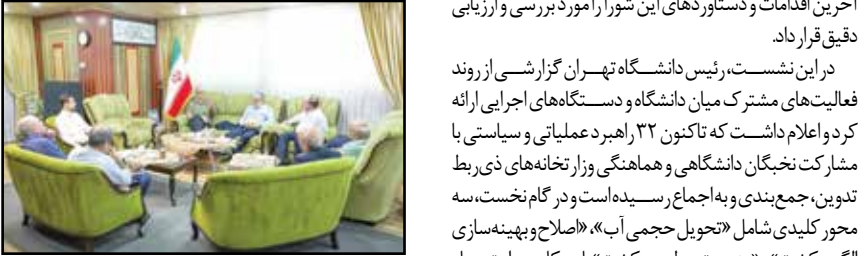 آخرین اقدامات و دستاوردهای این شورا را مورد بررسی و ارزیابی
دقیق قرار داد.
در این نشست، رئیس دانشگاه تهران گزارشی از روند
فعالیت‌های مشترک میان دانشگاه و دستگاه‌های اجرایی ارائه
کرد و اعلام داشت که تاکنون ۳۲ راهبرد عملیاتی و سیاستی با
مشارکت نخبگان دانشگاهی و هماهنگی وزارتخانه‌های ذی‌ربط
تدوین، جمع‌بندی و به اجماع رسیده است و در گام نخست، سه
محور کلیدی شامل «تحویل حجمی آب»، «اصلاح و بهینه‌سازی